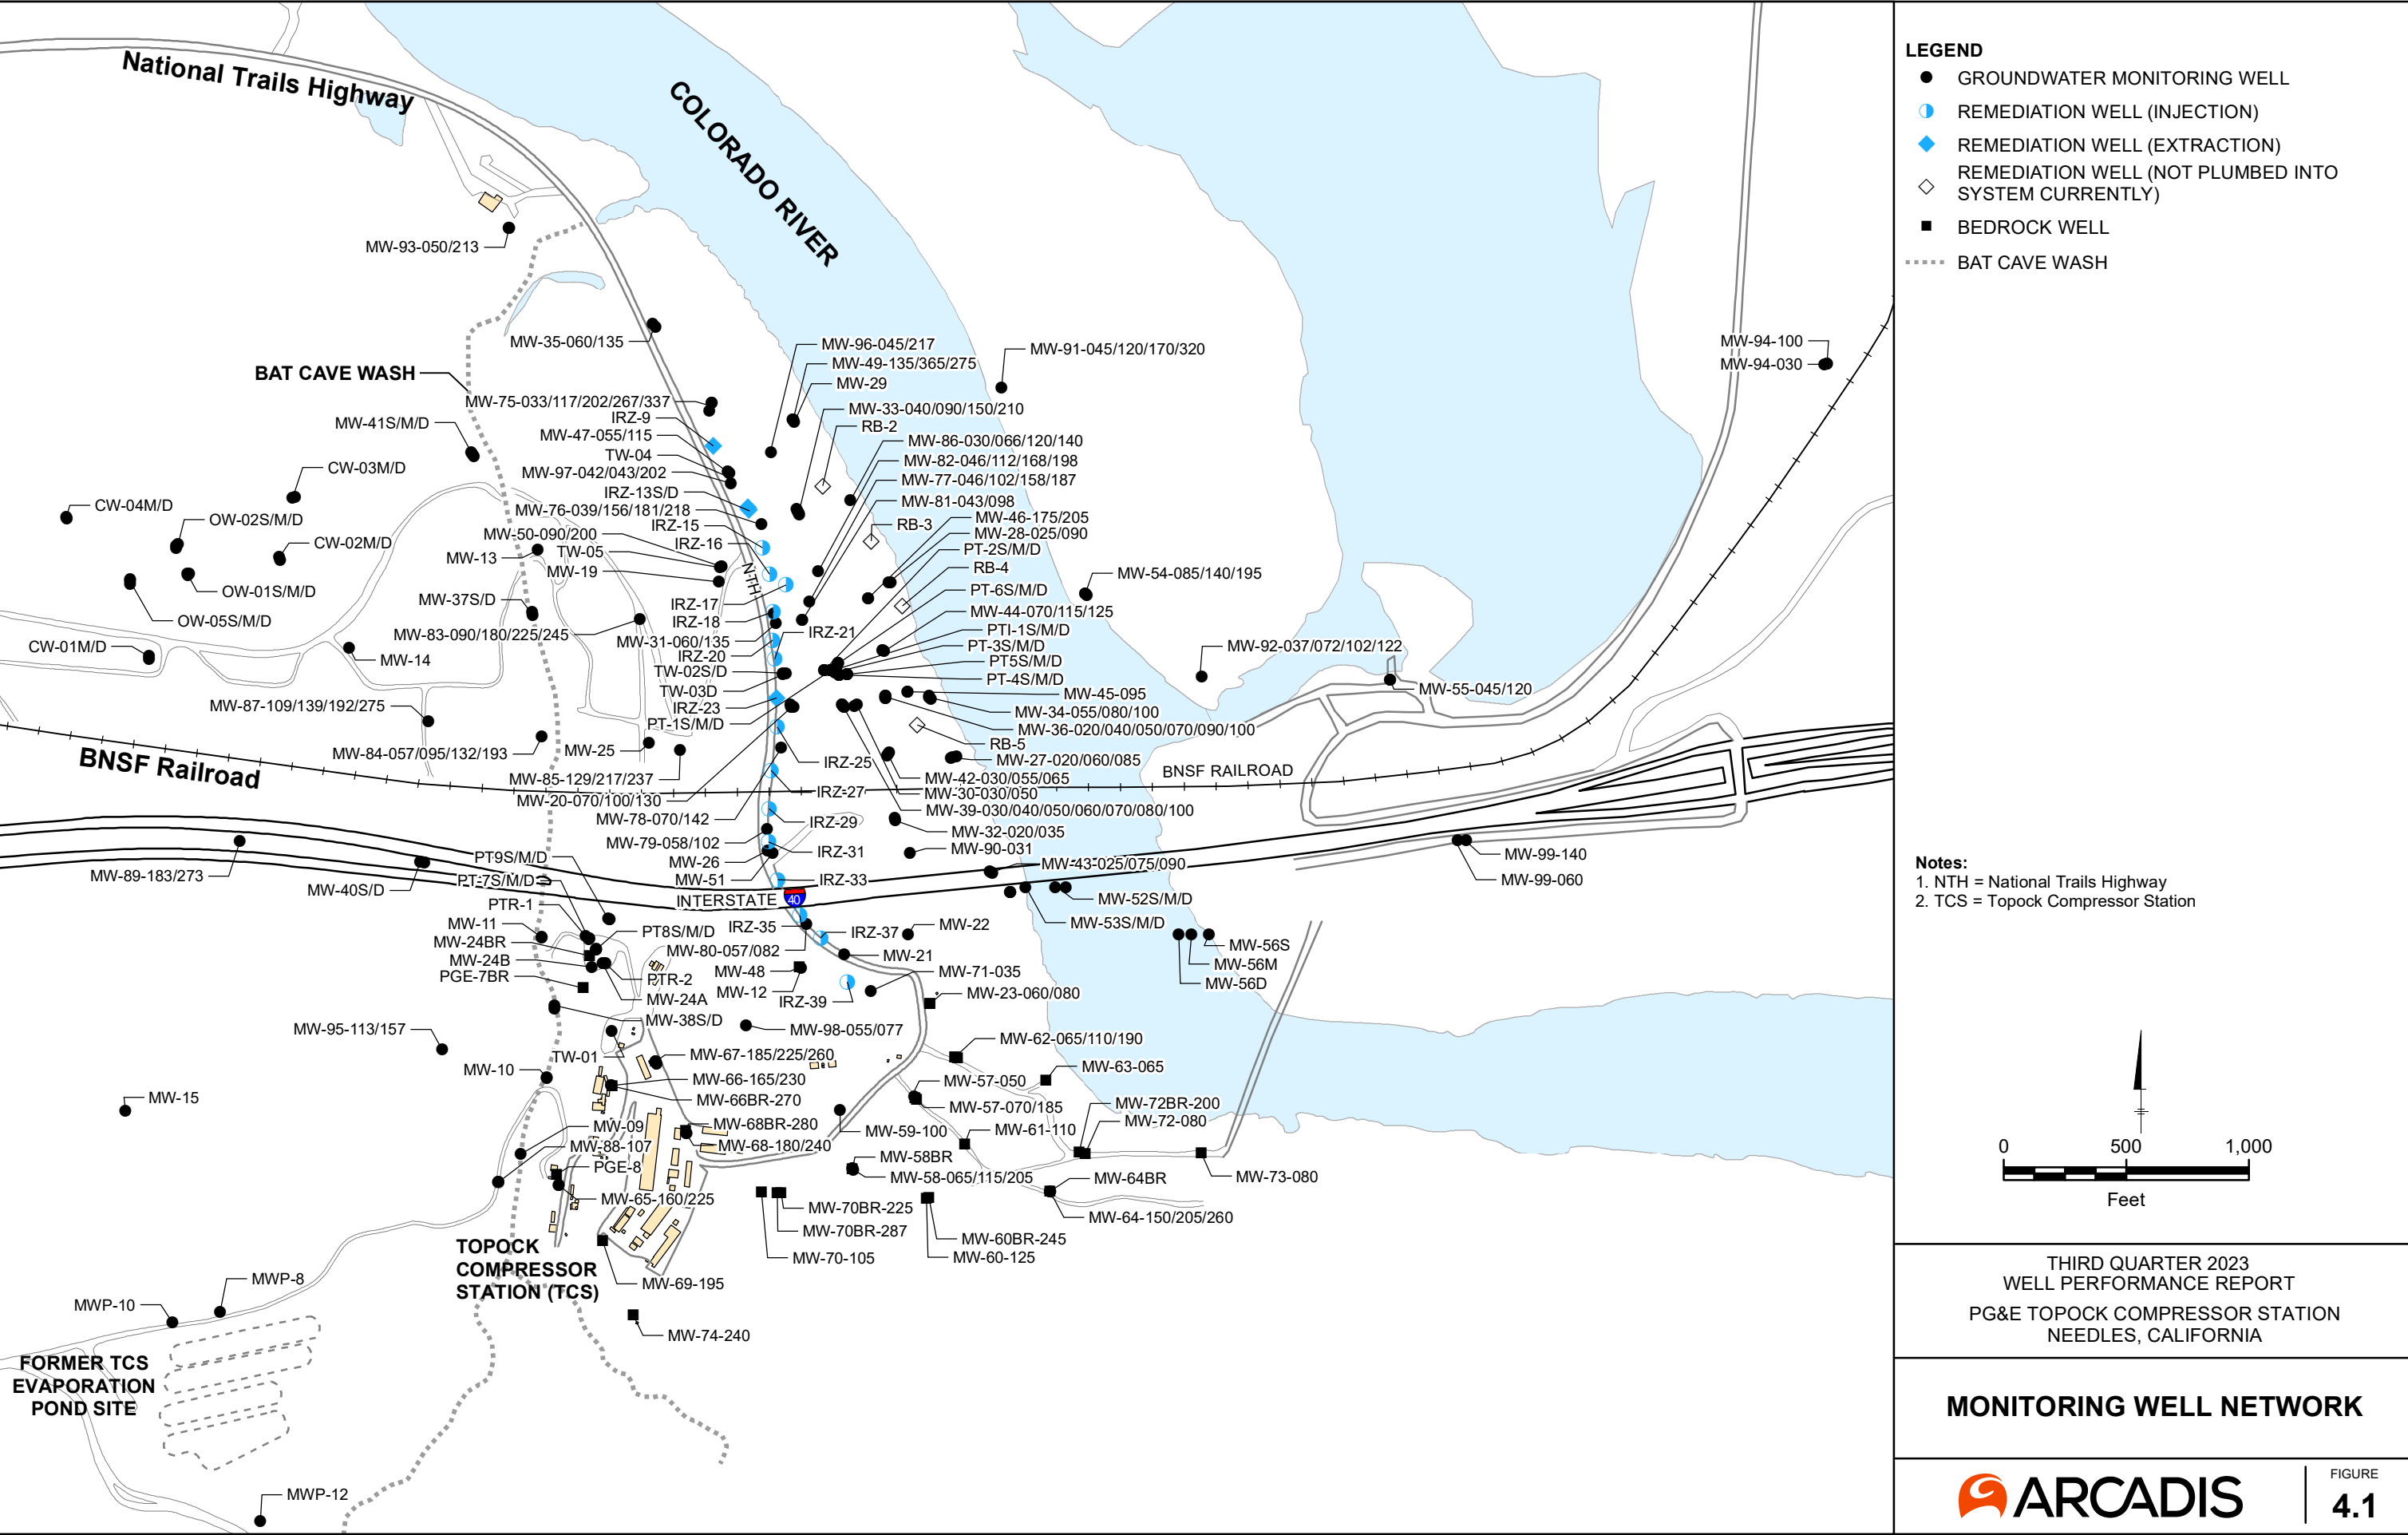 National Trails Highway
COLORADO RIVER
MW-93-050/213
MW-35-060/135
BAT CAVE WASH
MW-96-045/217
MW-49-135/365/275
MW-29
MW-91-045/120/170/320
MW-94-100
MW-94-030
MW-75-033/117/202/267/337
IRZ-9
MW-47-055/115
TW-04
MW-97-042/043/202
IRZ-13S/D
MW-76-039/156/181/218
IRZ-15
IRZ-16
MW-33-040/090/150/210
RB-2
MW-86-030/066/120/140
MW-82-046/112/168/198
MW-77-046/102/158/187
MW-81-043/098
RB-3
MW-46-175/205
MW-28-025/090
PT-2S/M/D
RB-4
PT-6S/M/D
MW-44-070/115/125
PTI-1S/M/D
PT-3S/M/D
PT5S/M/D
PT-4S/M/D
MW-45-095
MW-34-055/080/100
MW-36-020/040/050/070/090/100
RB-5
MW-27-020/060/085
MW-42-030/055/065
MW-30-030/050
MW-39-030/040/050/060/070/080/100
MW-32-020/035
MW-90-031
MW-43-025/075/090
MW-41S/M/D
CW-03M/D
CW-04M/D
OW-02S/M/D
CW-02M/D
OW-01S/M/D
OW-05S/M/D
CW-01M/D
MW-14
MW-50-090/200
MW-13
TW-05
MW-19
NTH
MW-37S/D
IRZ-17
IRZ-18
MW-83-090/180/225/245
MW-31-060/135
IRZ-20
IRZ-21
TW-02S/D
TW-03D
IRZ-23
PT-1S/M/D
MW-87-109/139/192/275
MW-84-057/095/132/193
MW-25
MW-85-129/217/237
IRZ-25
MW-20-070/100/130
IRZ-27
MW-78-070/142
IRZ-29
MW-79-058/102
IRZ-31
MW-26
MW-51
IRZ-33
MW-54-085/140/195
MW-92-037/072/102/122
MW-55-045/120
BNSF Railroad
BNSF RAILROAD
MW-99-140
MW-99-060
MW-89-183/273
MW-40S/D
PT9S/M/D
PT-7S/M/D
PTR-1
INTERSTATE
40
MW-52S/M/D
MW-53S/M/D
MW-56S
MW-56M
MW-56D
MW-11
MW-24BR
MW-24B
PGE-7BR
PT8S/M/D
PTR-2
MW-24A
MW-38S/D
IRZ-35
MW-80-057/082
MW-48
MW-12
IRZ-37
IRZ-39
MW-22
MW-21
MW-71-035
MW-23-060/080
MW-98-055/077
MW-95-113/157
TW-01
MW-67-185/225/260
MW-10
MW-66-165/230
MW-66BR-270
MW-15
MW-62-065/110/190
MW-63-065
MW-57-050
MW-57-070/185
MW-72BR-200
MW-72-080
MW-59-100
MW-61-110
MW-09
MW-88-107
PGE-8
MW-68BR-280
MW-68-180/240
MW-65-160/225
MW-58BR
MW-58-065/115/205
MW-64BR
MW-73-080
MW-64-150/205/260
MW-70BR-225
MW-70BR-287
MW-70-105
MW-60BR-245
MW-60-125
TOPOCK
COMPRESSOR
STATION (TCS)
MW-69-195
MW-74-240
MWP-8
MWP-10
FORMER TCS
EVAPORATION
POND SITE
MWP-12
LEGEND
GROUNDWATER MONITORING WELL
REMEDIATION WELL (INJECTION)
REMEDIATION WELL (EXTRACTION)
REMEDIATION WELL (NOT PLUMBED INTO
SYSTEM CURRENTLY)
BEDROCK WELL
BAT CAVE WASH
Notes:
1. NTH = National Trails Highway
2. TCS = Topock Compressor Station
0 500 1,000
Feet
THIRD QUARTER 2023
WELL PERFORMANCE REPORT
PG&E TOPOCK COMPRESSOR STATION
NEEDLES, CALIFORNIA
MONITORING WELL NETWORK
ARCADIS
FIGURE
4.1